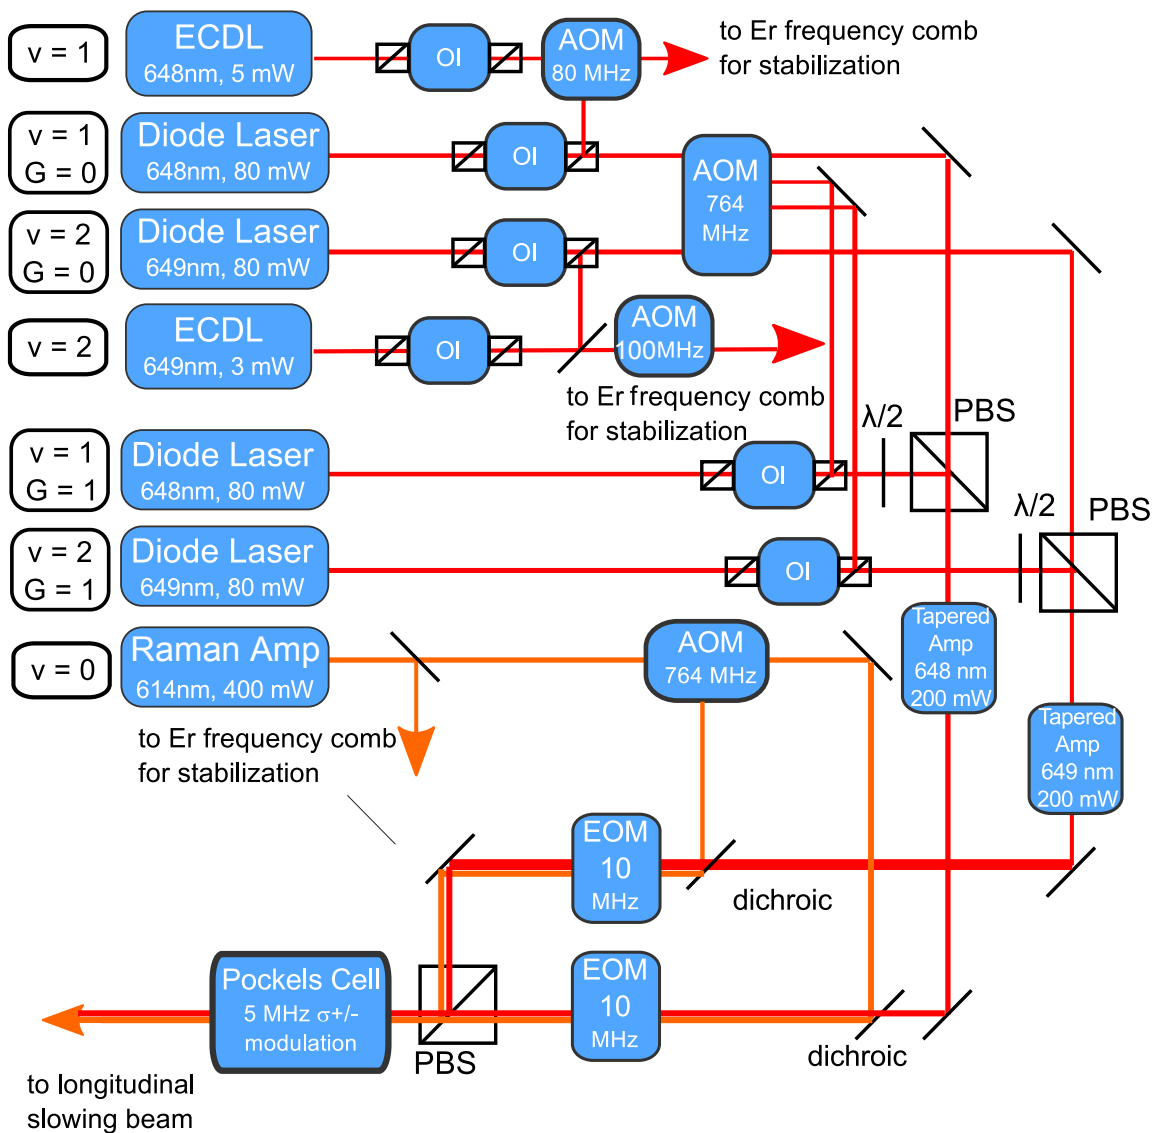 v = 1
ECDL
648nm, 5 mW
OI
AOM
80 MHz
to Er frequency comb
for stabilization
v = 1
G = 0
Diode Laser
648nm, 80 mW
OI
AOM
764
MHz
v = 2
G = 0
Diode Laser
649nm, 80 mW
OI
v = 2
ECDL
649nm, 3 mW
OI
AOM
100MHz
to Er frequency comb
for stabilization
v = 1
G = 1
Diode Laser
648nm, 80 mW
OI
λ/2
PBS
v = 2
G = 1
Diode Laser
649nm, 80 mW
OI
λ/2
PBS
v = 0
Raman Amp
614nm, 400 mW
AOM
764 MHz
Tapered
Amp
648 nm
200 mW
Tapered
Amp
649 nm
200 mW
to Er frequency comb
for stabilization
EOM
10
MHz
dichroic
Pockels Cell
5 MHz σ+/-
modulation
PBS
EOM
10
MHz
dichroic
to longitudinal
slowing beam